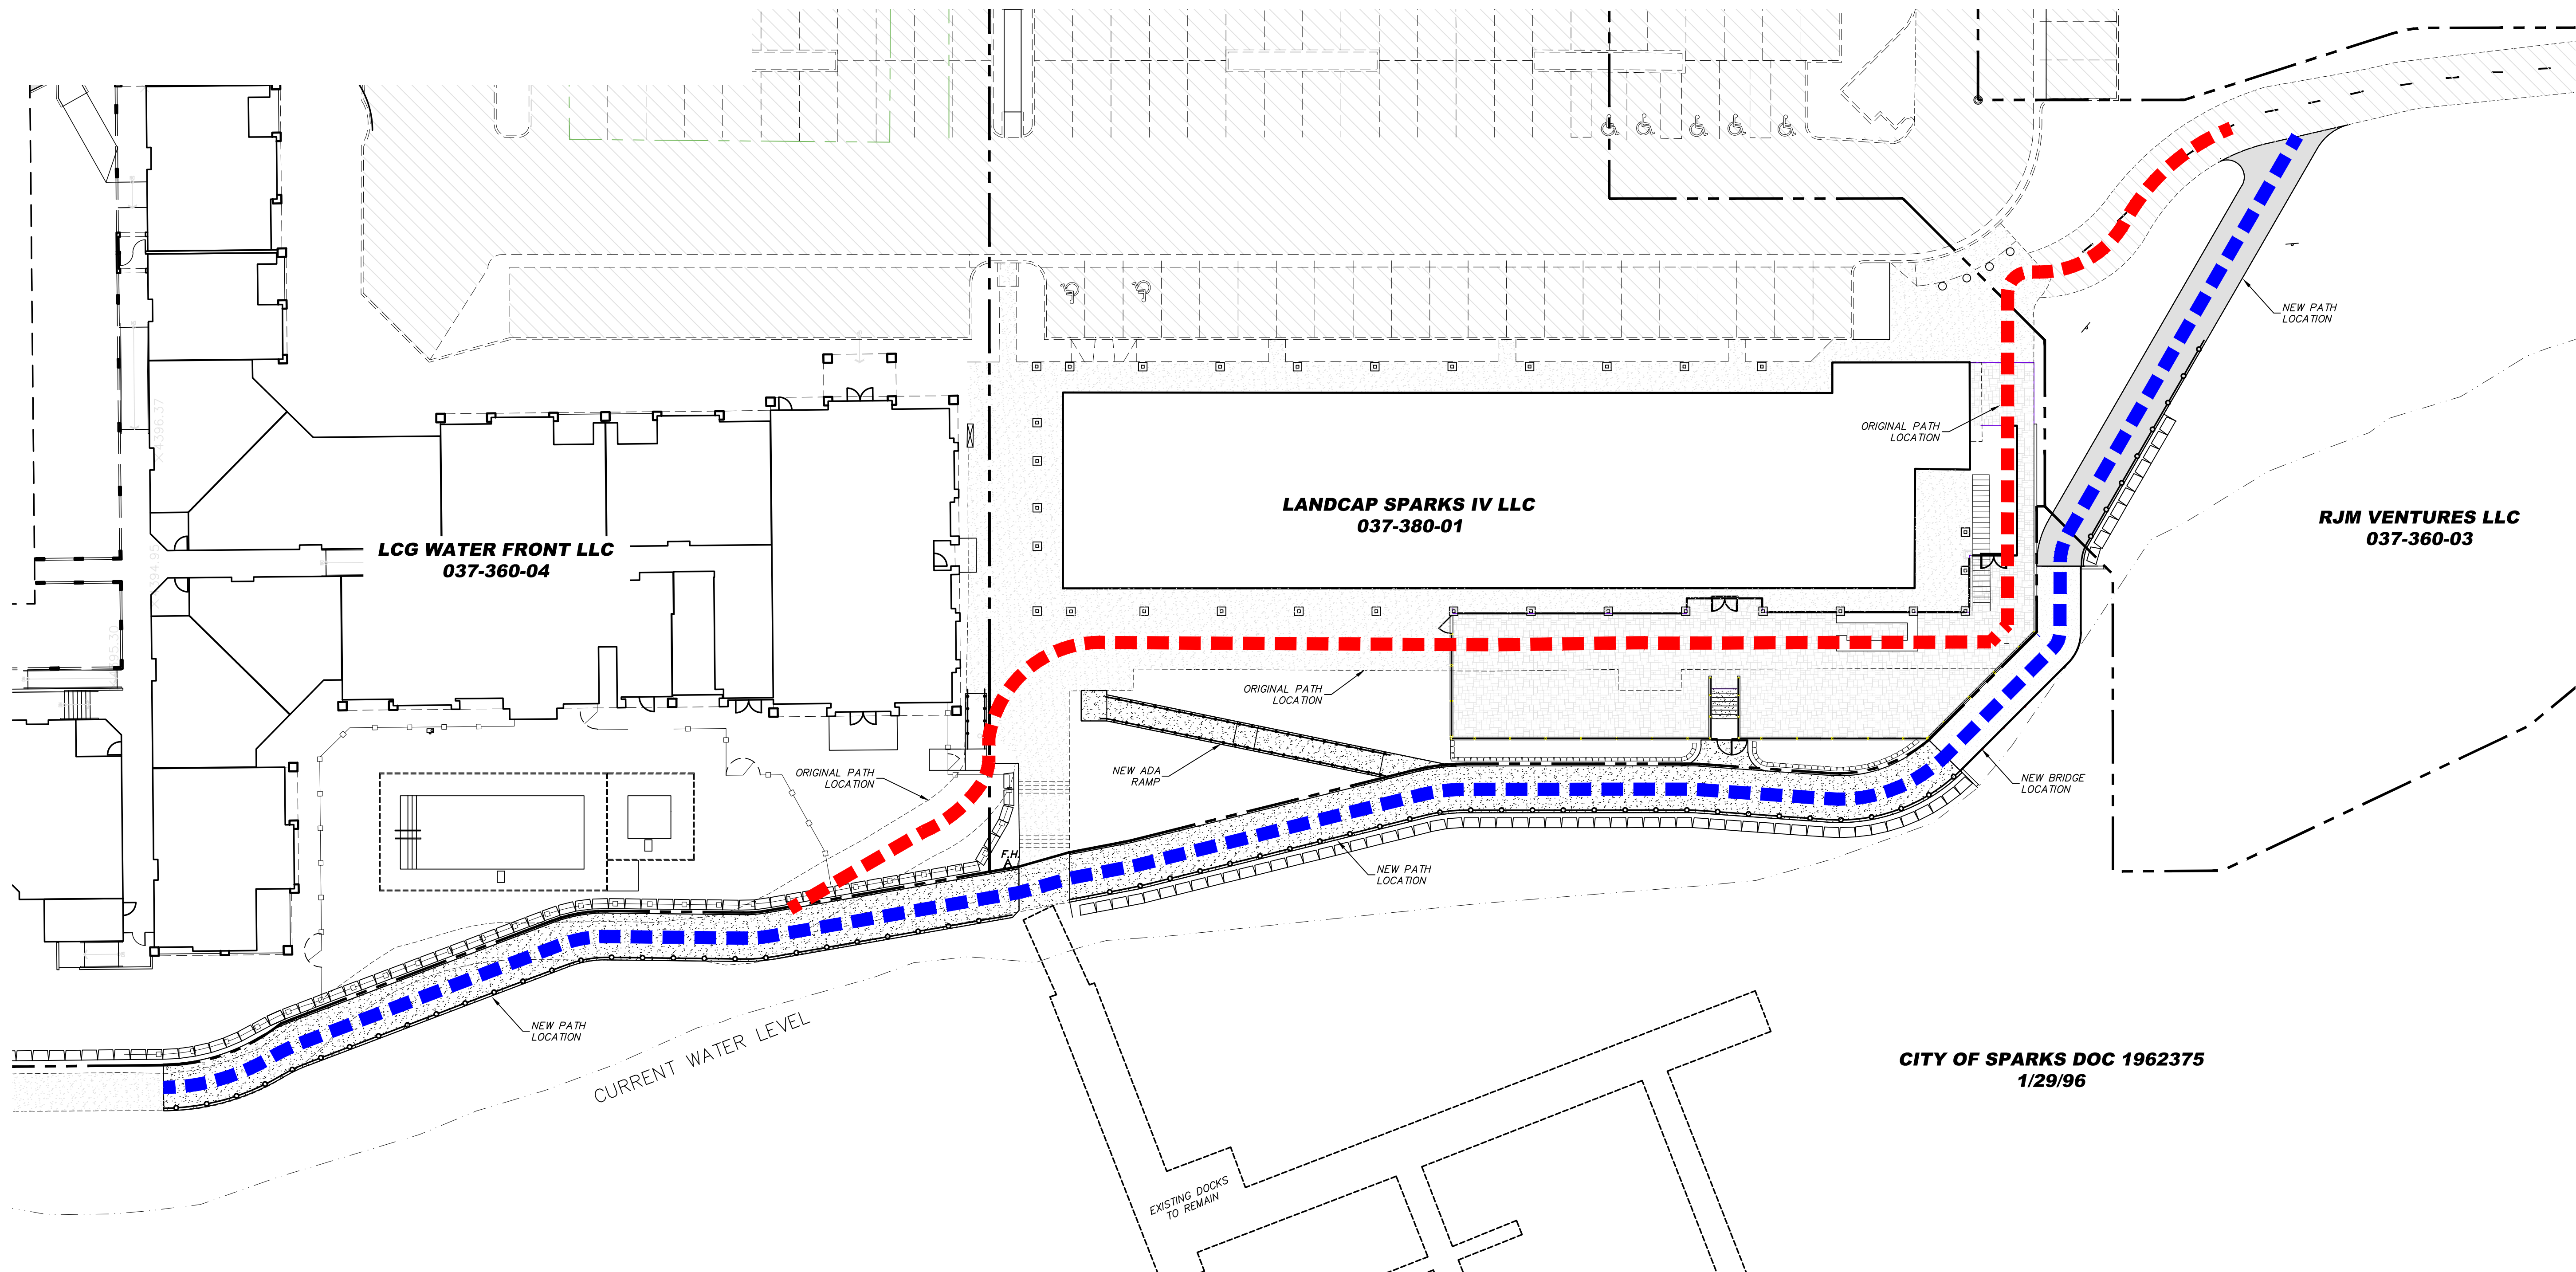 NEW PATH
LOCATION
ORIGINAL PATH
LOCATION
LANDCAP SPARKS IV LLC
037-380-01
RJM VENTURES LLC
037-360-03
LCG WATER FRONT LLC
037-360-04
ORIGINAL PATH
LOCATION
ORIGINAL PATH
LOCATION
NEW ADA
RAMP
NEW BRIDGE
LOCATION
F.H.
NEW PATH
LOCATION
NEW PATH
LOCATION
CURRENT WATER LEVEL
CITY OF SPARKS DOC 1962375
1/29/96
EXISTING DOCKS
TO REMAIN